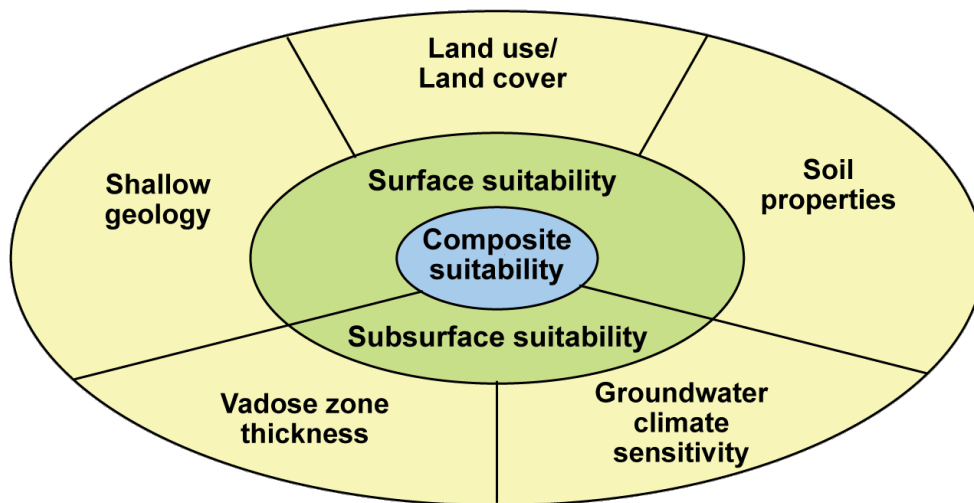 Land use/
Land cover
Shallow
geology
Soil
properties
Surface suitability
Composite
suitability
Subsurface suitability
Vadose zone
thickness
Groundwater
climate
sensitivity